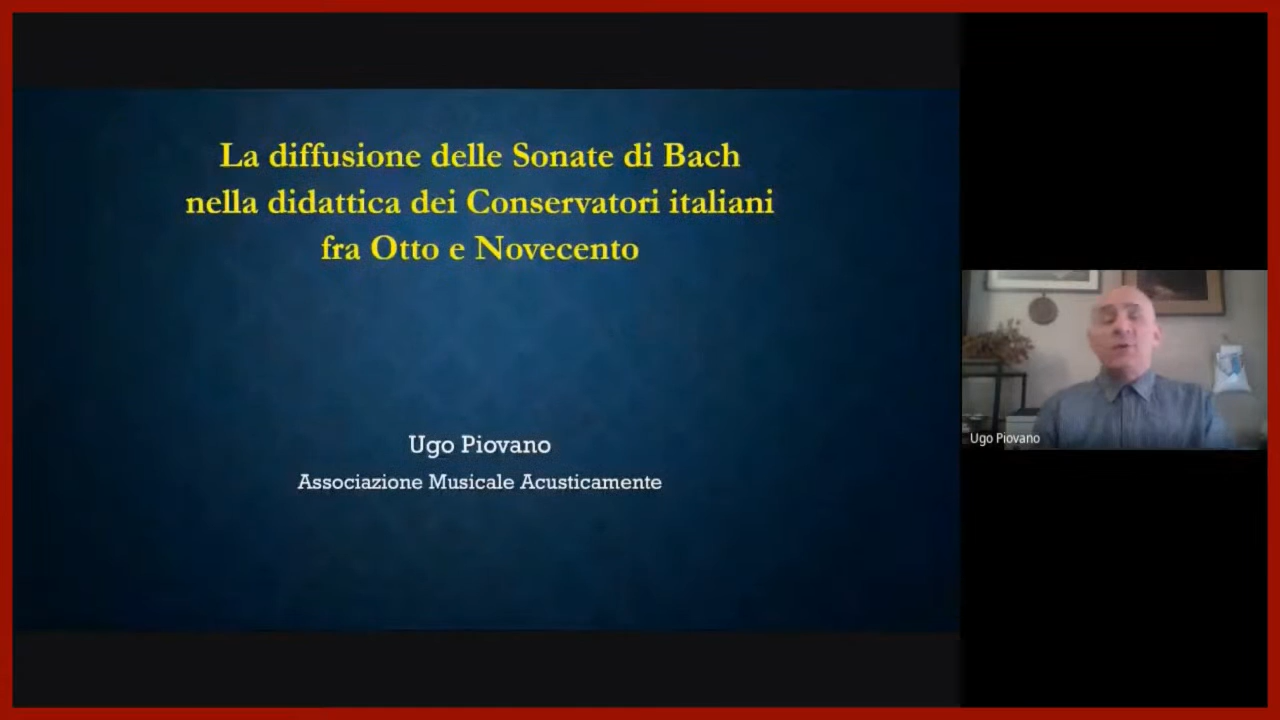 La diffusione delle Sonate di Bach
nella didattica dei Conservatori italiani
fra Otto e Novecento
Ugo Piovano
Associazione Musicale Acusticamente
Ugo Piovano